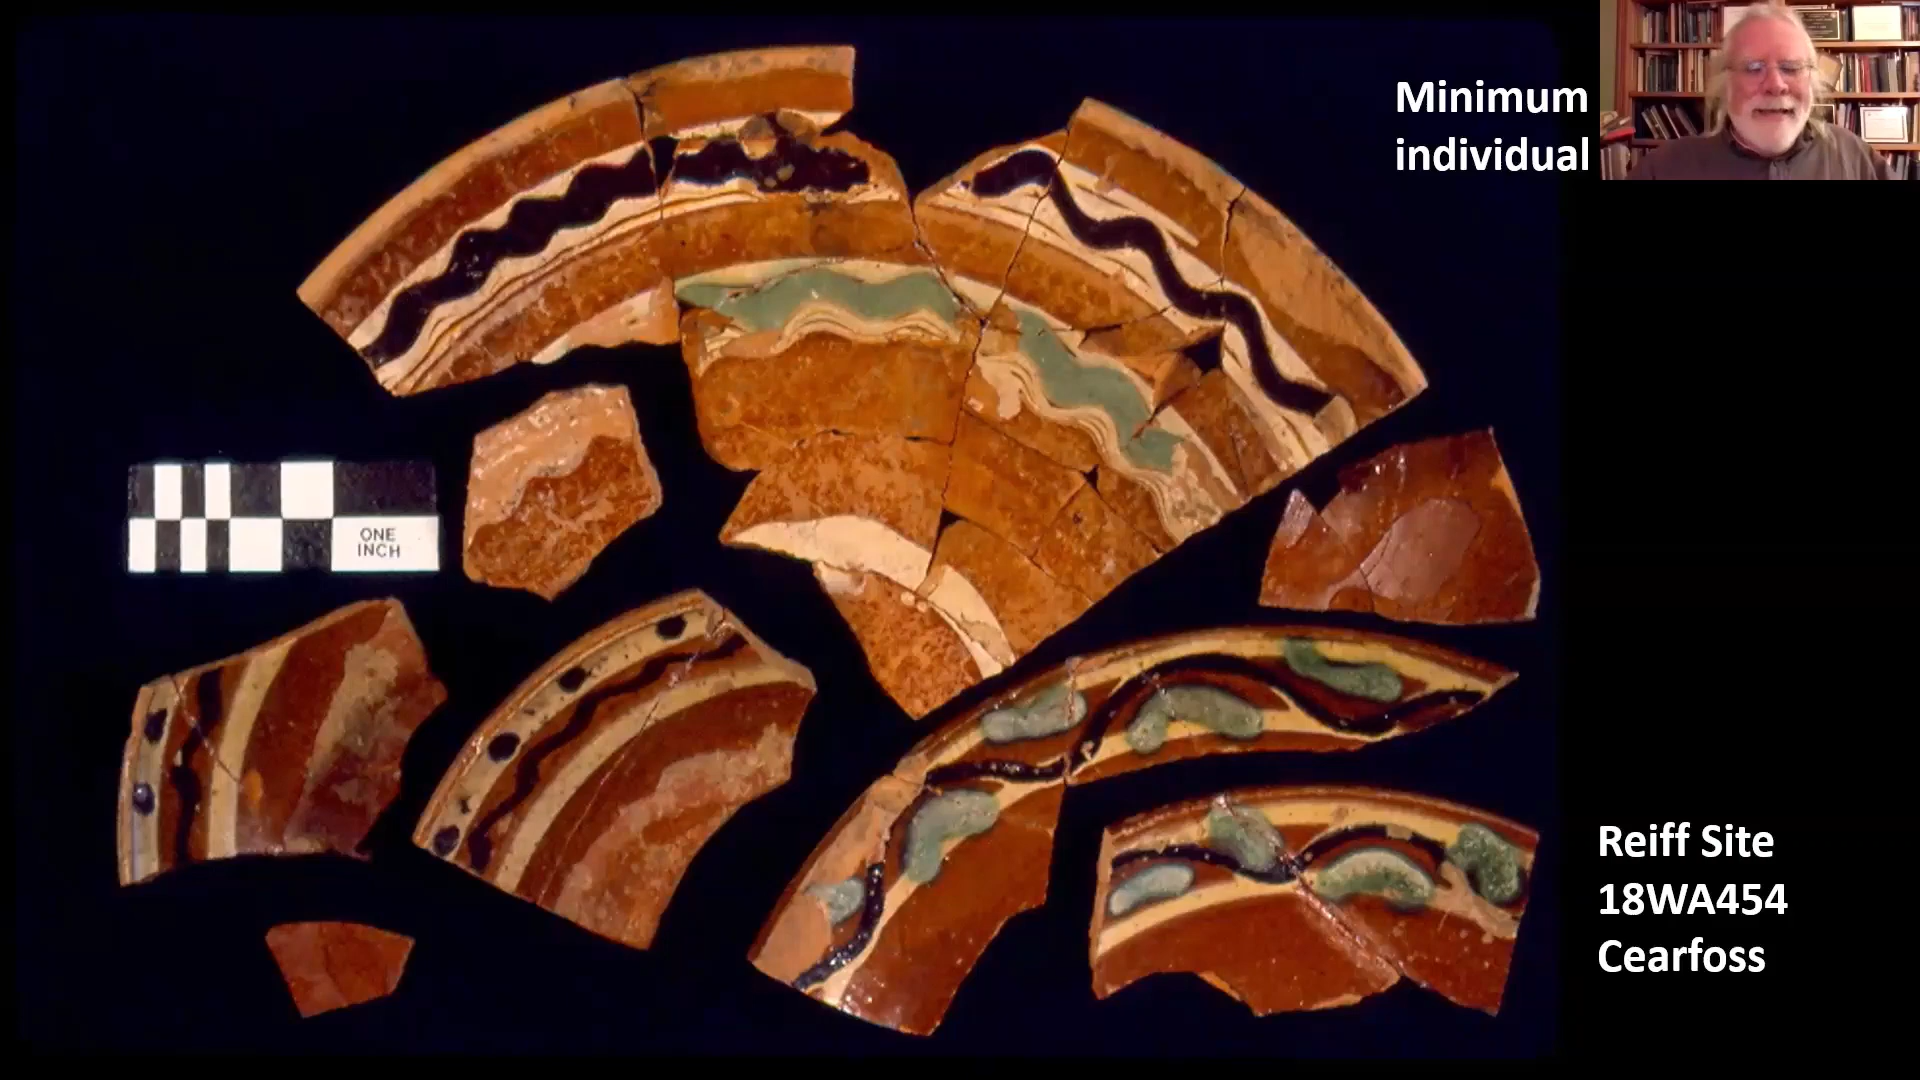 Minimum
individual
ONE
INCH
Reiff Site
18WA454
Cearfoss